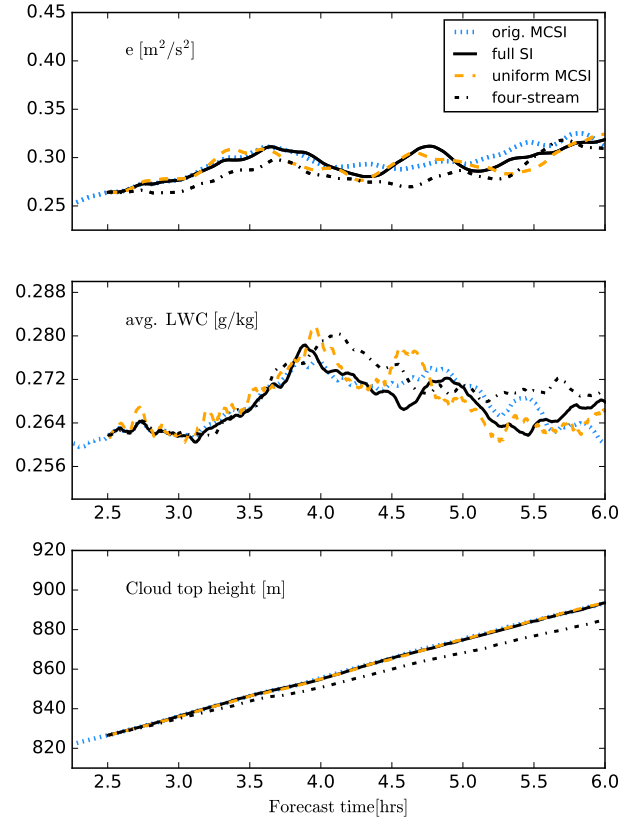 0.45
e [m²/s²]
orig. MCSI
full SI
uniform MCSI
four-stream
0.40
0.35
0.30
0.25
0.288
avg. LWC [g/kg]
0.280
0.272
0.264
0.256
2.5 3.0 3.5 4.0 4.5 5.0 5.5 6.0
920
Cloud top height [m]
900
880
860
840
820
2.5 3.0 3.5 4.0 4.5 5.0 5.5 6.0
Forecast time[hrs]